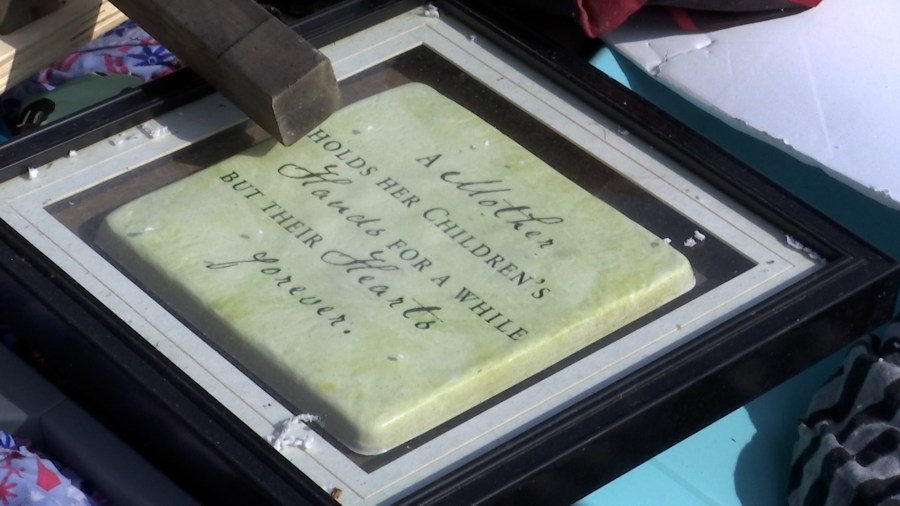 A Mother
HOLDS HER CHILDREN'S
Hands FOR A WHILE
BUT THEIR Hearts
forever.